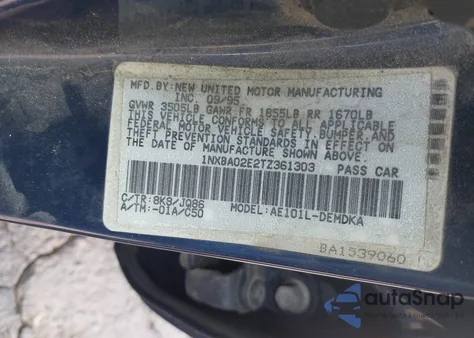 MFD.BY:NEW UNITED MOTOR MANUFACTURING
INC. 09/95
GVWR 3505LB GAWR FR 1855LB RR 1670LB
THIS VEHICLE CONFORMS TO ALL APPLICABLE
FEDERAL MOTOR VEHICLE SAFETY, BUMPER, AND
THEFT PREVENTION STANDARDS IN EFFECT ON
THE DATE OF MANUFACTURE SHOWN ABOVE.
1NXBA02E2TZ361303 PASS CAR
C/TR:8K9/JQ86 MODEL:AE101L-DEMDKA
A/TM:-01A/C50
BA1539060
autoSnap